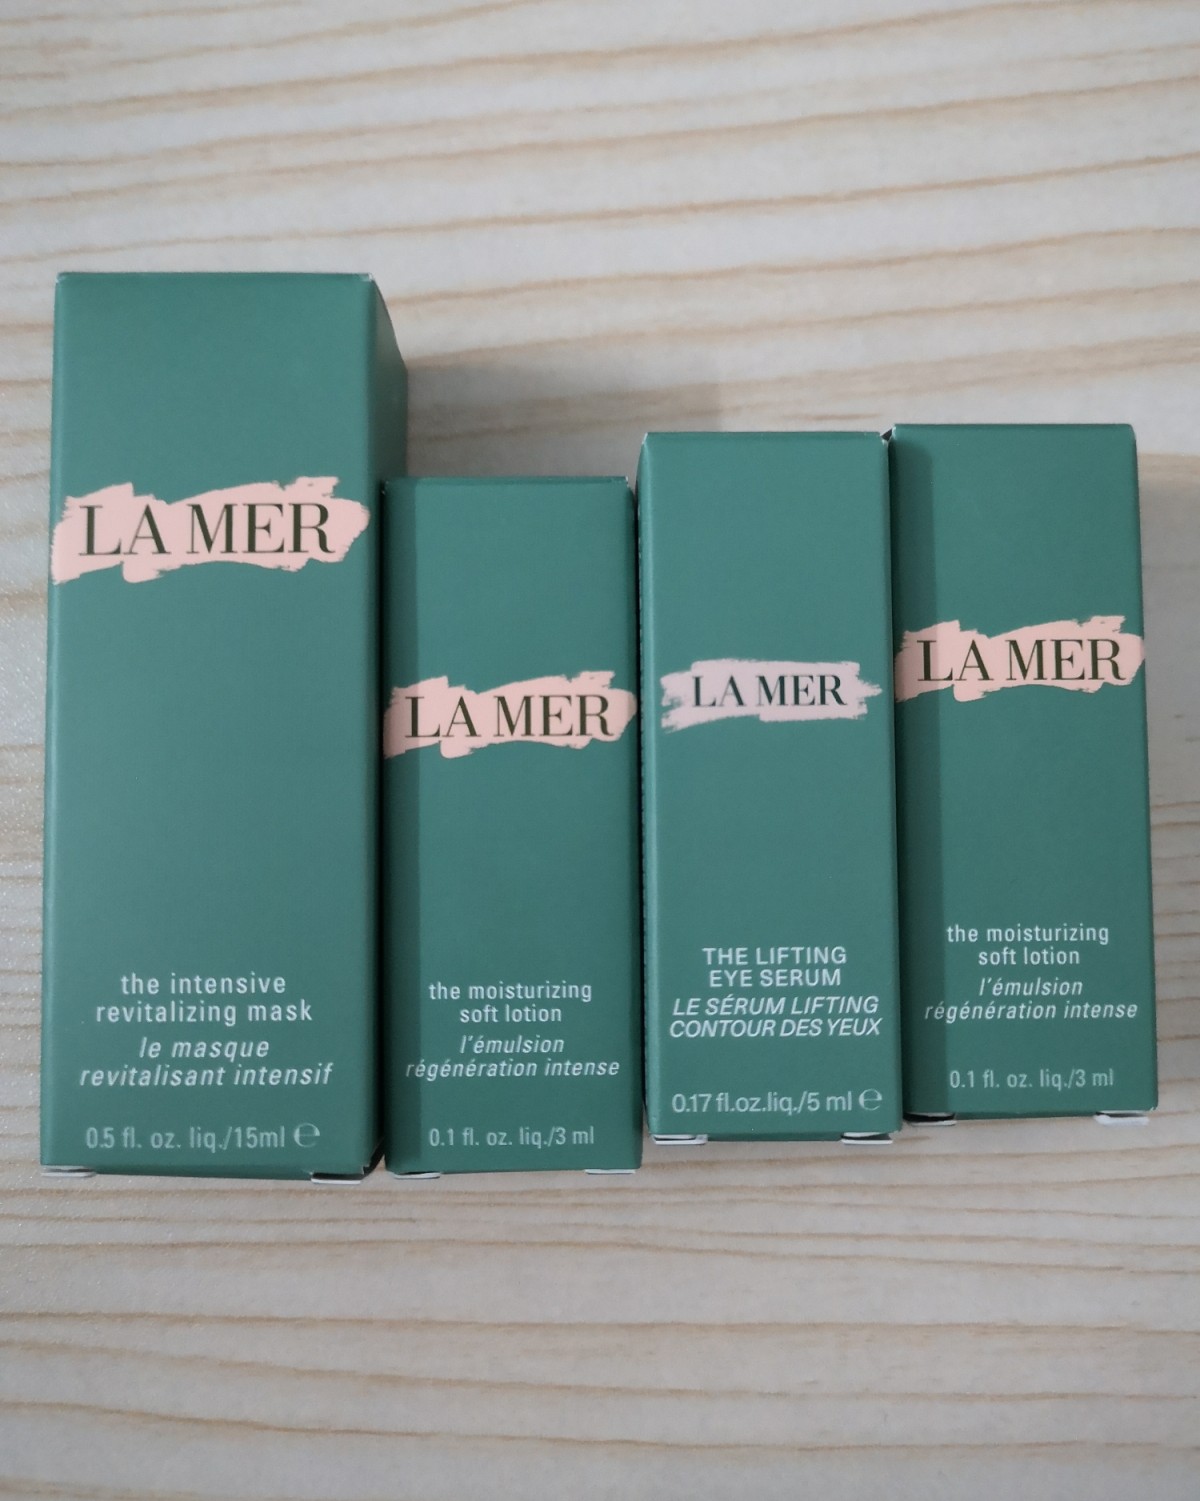 LA MER
the intensive
revitalizing mask
le masque
revitalisant intensif
0.5 fl. oz. liq./15ml ℮
LA MER
the moisturizing
soft lotion
l'émulsion
régénération intense
0.1 fl. oz. liq./3 ml
LA MER
THE LIFTING
EYE SERUM
LE SÉRUM LIFTING
CONTOUR DES YEUX
0.17 fl.oz.liq./5 ml ℮
LA MER
the moisturizing
soft lotion
l'émulsion
régénération intense
0.1 fl. oz. liq./3 ml